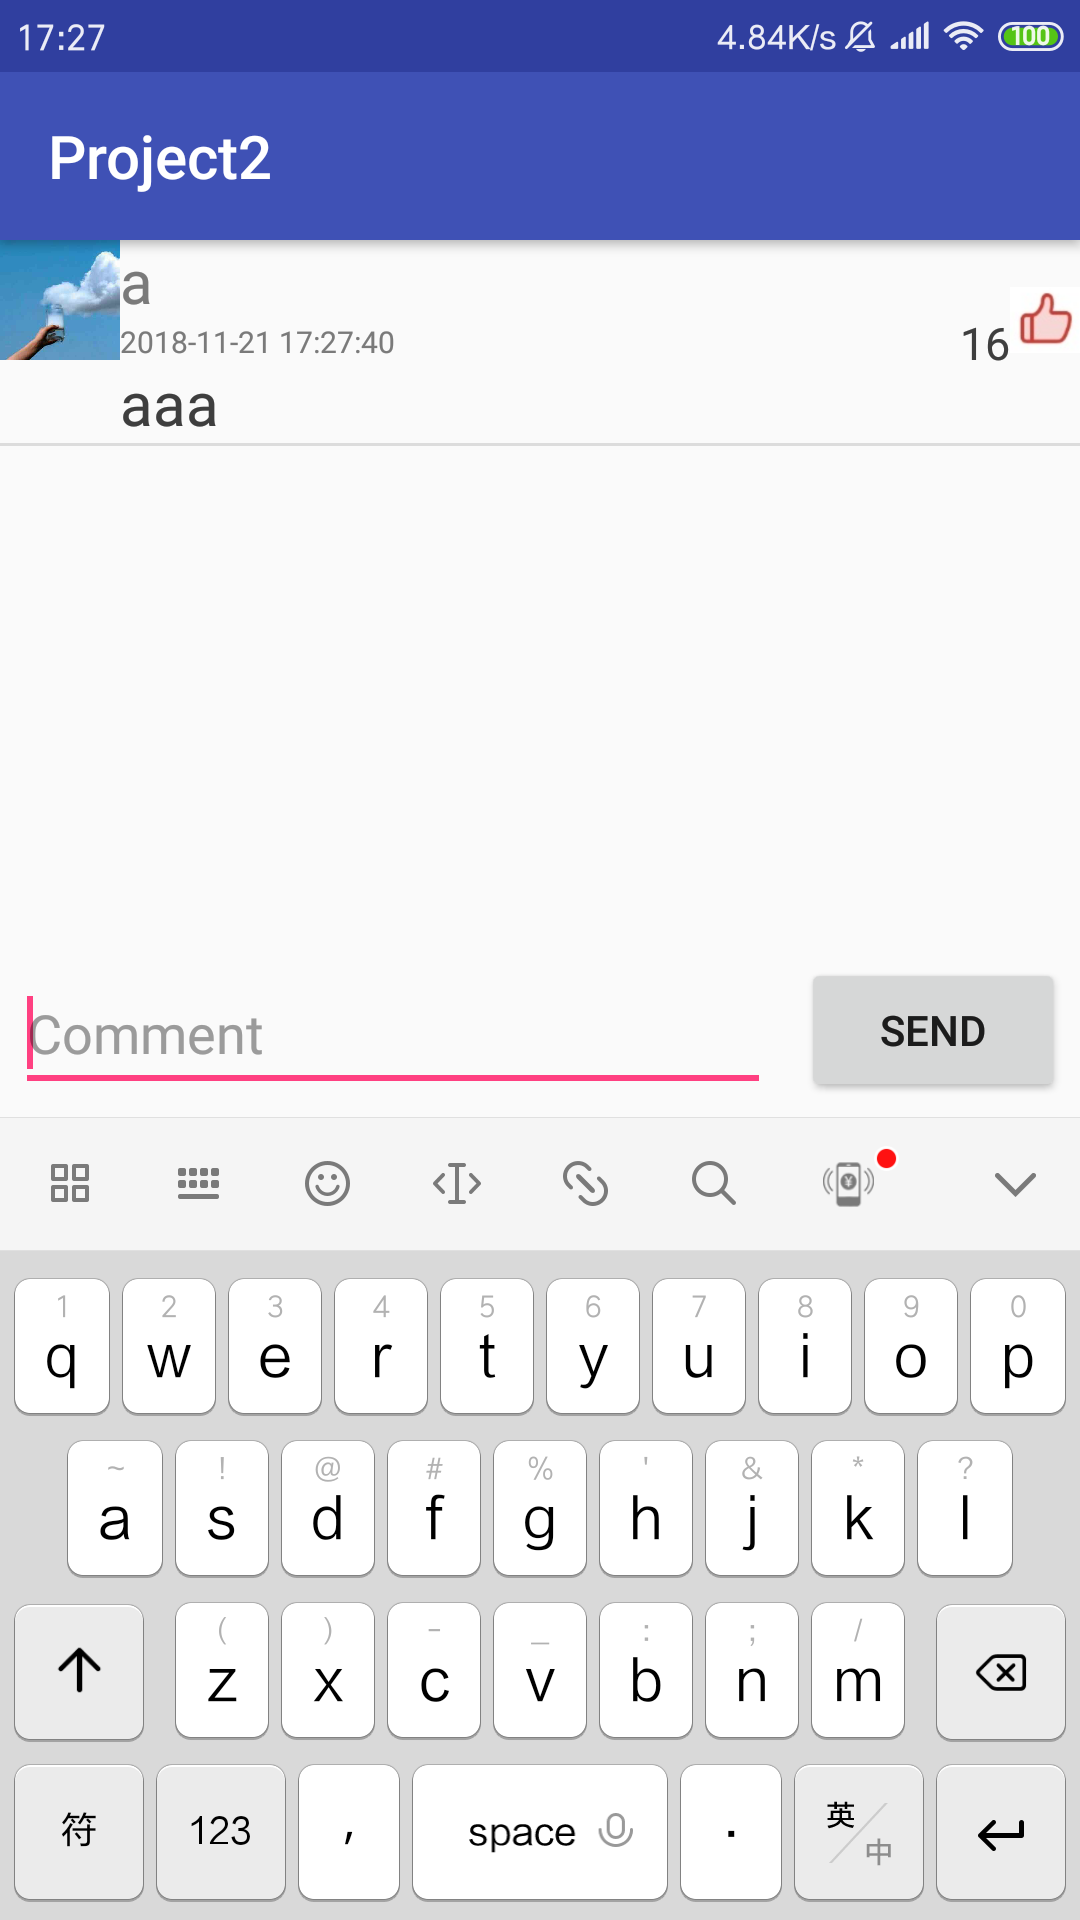 17:27 4.84K/s 100
Project2
a
2018-11-21 17:27:40 16
aaa
Comment SEND
1 2 3 4 5 6 7 8 9 0
q w e r t y u i o p
~ ! @ # % ' & * ?
a s d f g h j k l
( ) - _ : ; /
z x c v b n m
符 123 , space . 英/中